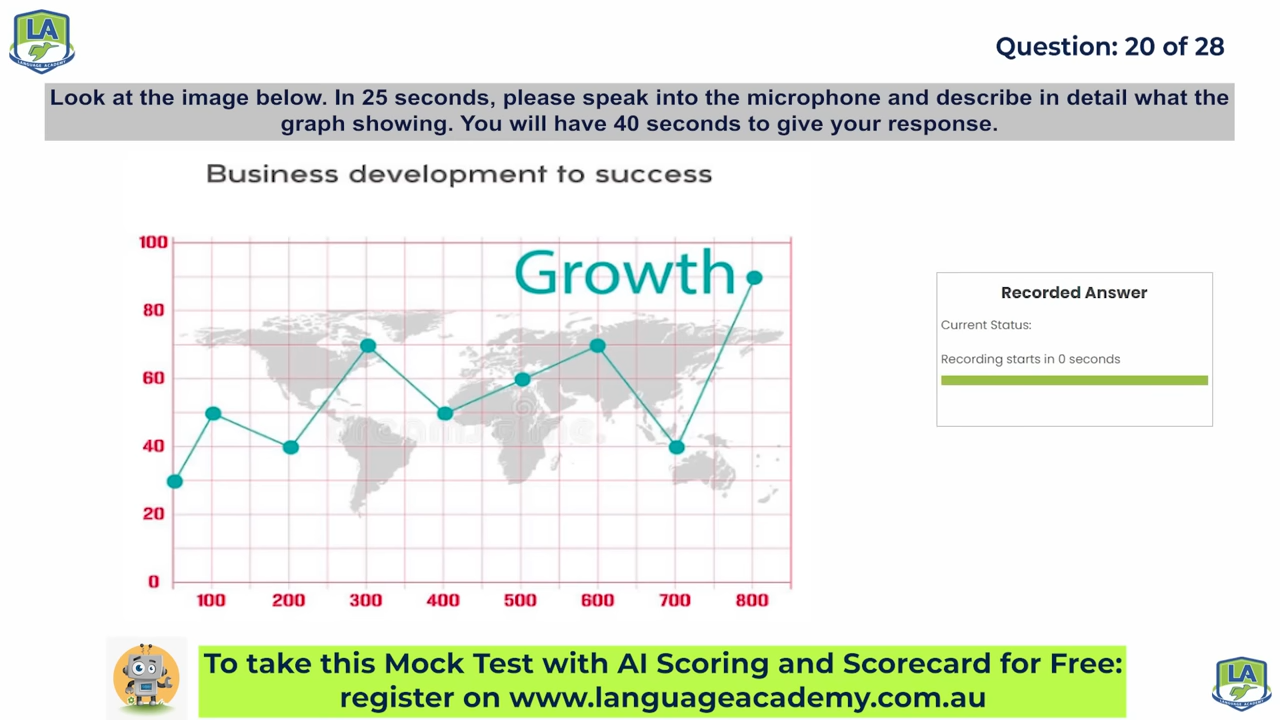 LA
LANGUAGE ACADEMY
Question: 20 of 28
Look at the image below. In 25 seconds, please speak into the microphone and describe in detail what the
graph showing. You will have 40 seconds to give your response.
Business development to success
100
80
60
40
20
0
Growth
100 200 300 400 500 600 700 800
Recorded Answer
Current Status:
Recording starts in 0 seconds
To take this Mock Test with AI Scoring and Scorecard for Free:
register on www.languageacademy.com.au
LA